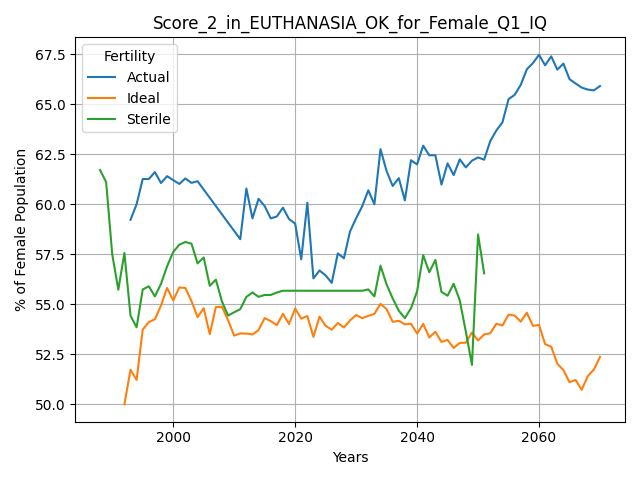 Score_2_in_EUTHANASIA_OK_for_Female_Q1_IQ
Fertility
Actual
Ideal
Sterile
% of Female Population
67.5
65.0
62.5
60.0
57.5
55.0
52.5
50.0
2000
2020
2040
2060
Years